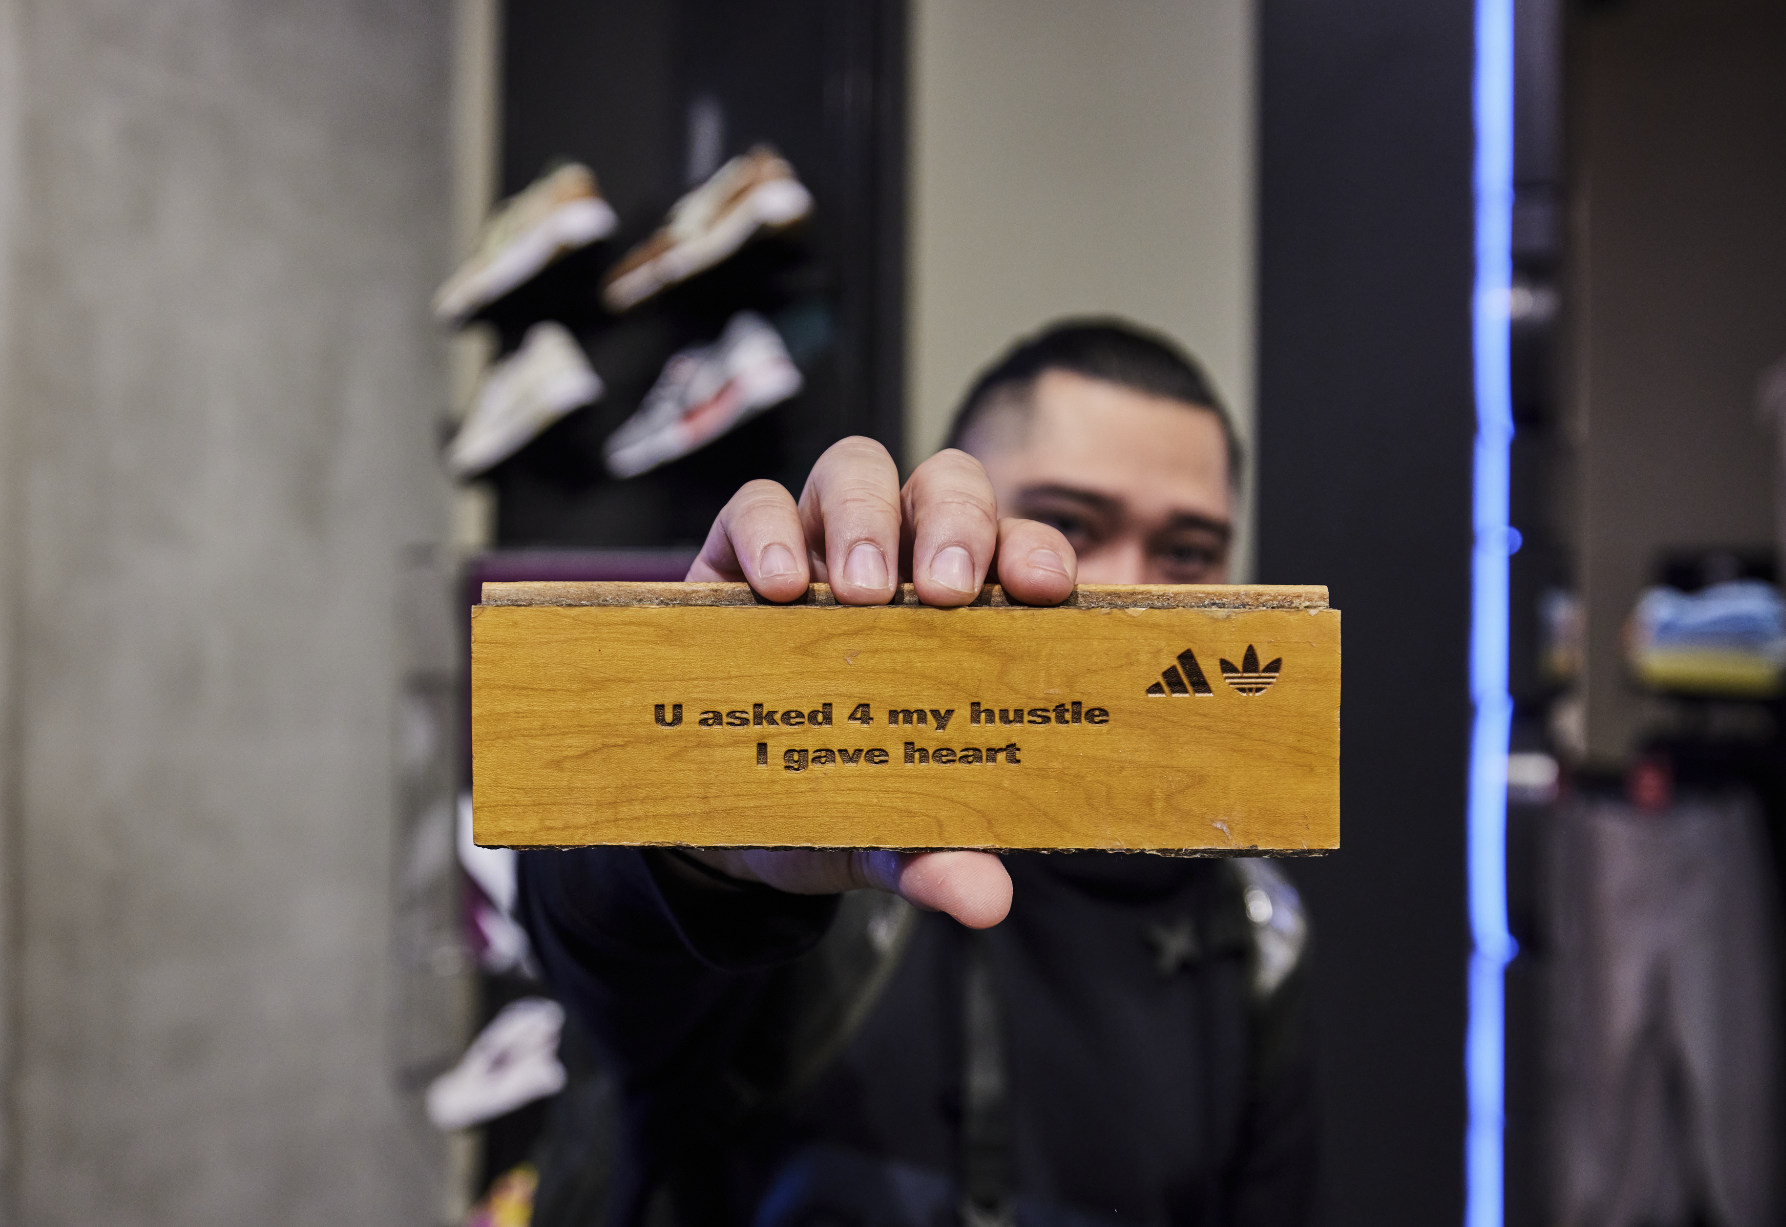 U asked 4 my hustle
I gave heart